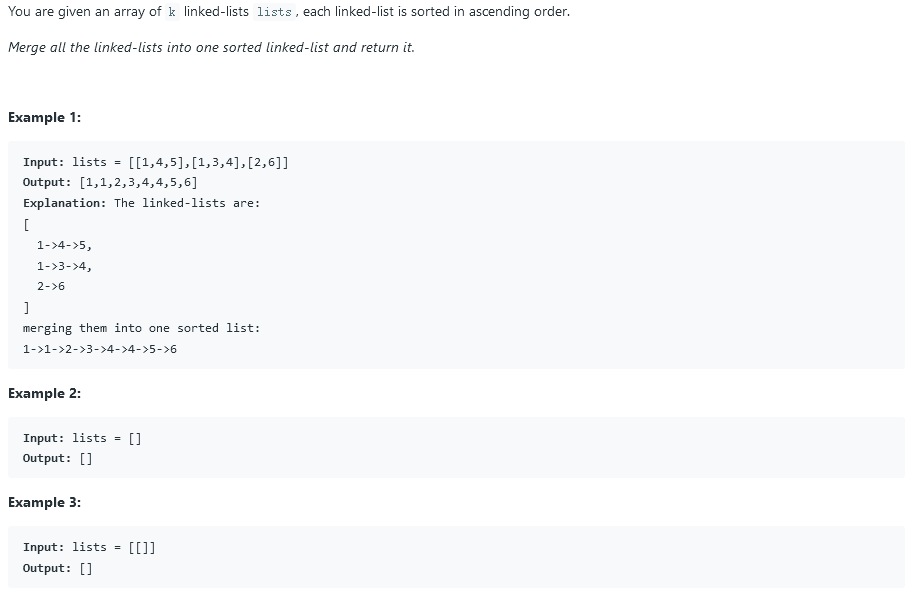 You are given an array of k linked-lists lists, each linked-list is sorted in ascending order.
Merge all the linked-lists into one sorted linked-list and return it.
Example 1:
Input: lists = [[1,4,5],[1,3,4],[2,6]]
Output: [1,1,2,3,4,4,5,6]
Explanation: The linked-lists are:
[
  1->4->5,
  1->3->4,
  2->6
]
merging them into one sorted list:
1->1->2->3->4->4->5->6
Example 2:
Input: lists = []
Output: []
Example 3:
Input: lists = [[]]
Output: []